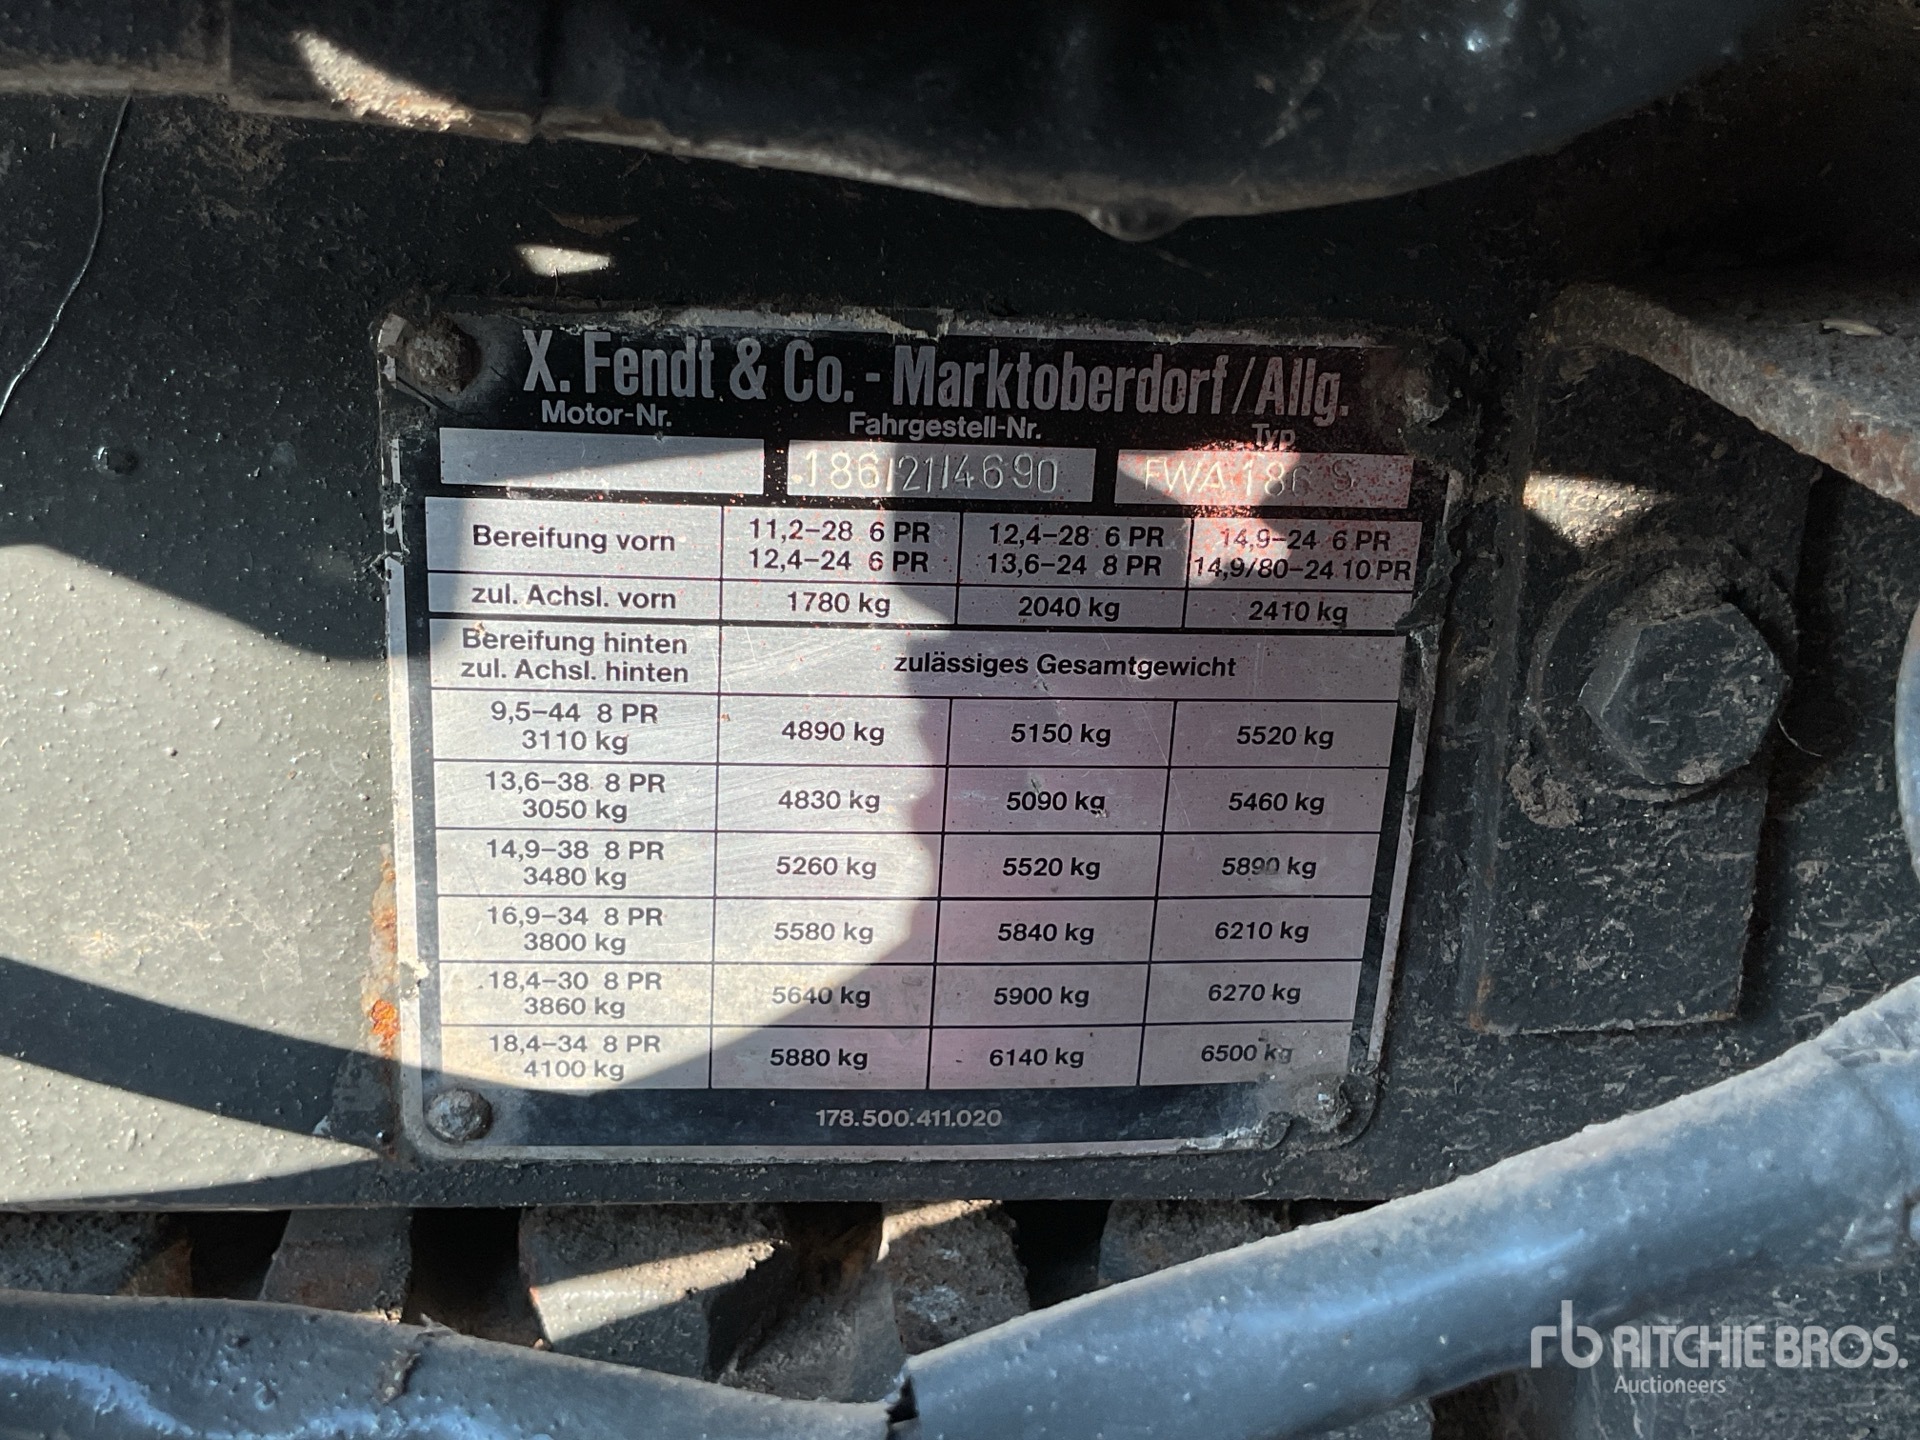 X. Fendt & Co. - Marktoberdorf/Allg.
Motor-Nr. Fahrgestell-Nr. Typ
186/21/4690 FWA 186 S
Bereifung vorn 11,2–28 6 PR 12,4–28 6 PR 14,9–24 6 PR
12,4–24 6 PR 13,6–24 8 PR 14,9/80–24 10 PR
zul. Achsl. vorn 1780 kg 2040 kg 2410 kg
Bereifung hinten
zul. Achsl. hinten zulässiges Gesamtgewicht
9,5–44 8 PR
3110 kg 4890 kg 5150 kg 5520 kg
13,6–38 8 PR
3050 kg 4830 kg 5090 kg 5460 kg
14,9–38 8 PR
3480 kg 5260 kg 5520 kg 5890 kg
16,9–34 8 PR
3800 kg 5580 kg 5840 kg 6210 kg
18,4–30 8 PR
3860 kg 5640 kg 5900 kg 6270 kg
18,4–34 8 PR
4100 kg 5880 kg 6140 kg 6500 kg
178.500.411.020
rb RITCHIE BROS.
Auctioneers